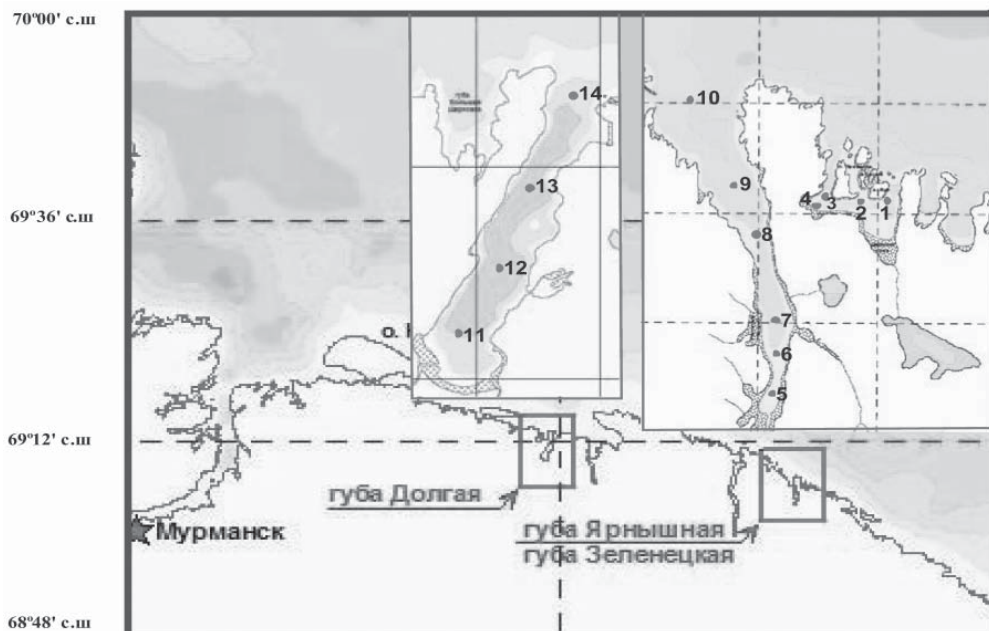 70º00' с.ш
14
10
13
9
4
3
2
1
69º36' с.ш
8
12
7
11
о.
6
5
69º12' с.ш
губа Долгая
губа Ярнышная
губа Зеленецкая
Мурманск
68º48' с.ш